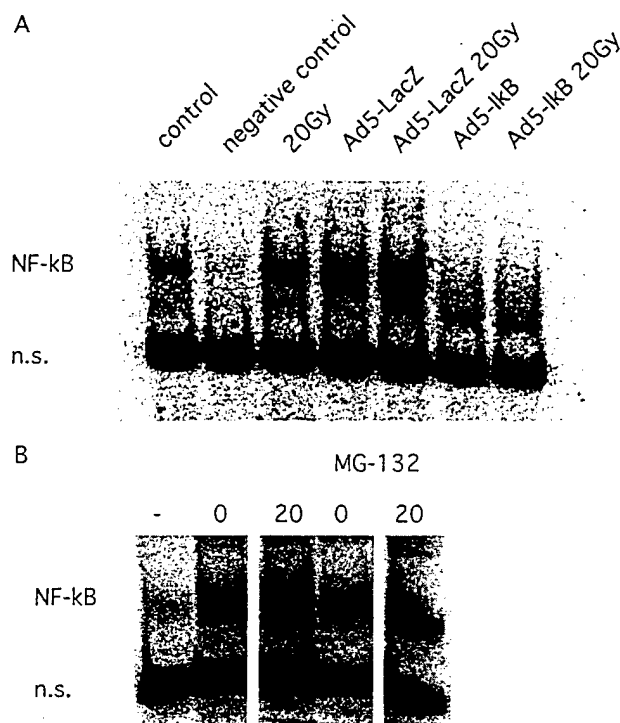 A
control
negative control
20Gy
Ad5-LacZ
Ad5-LacZ 20Gy
Ad5-IkB
Ad5-IkB 20Gy
NF-kB
n.s.
B
MG-132
- 0 20 0 20
NF-kB
n.s.